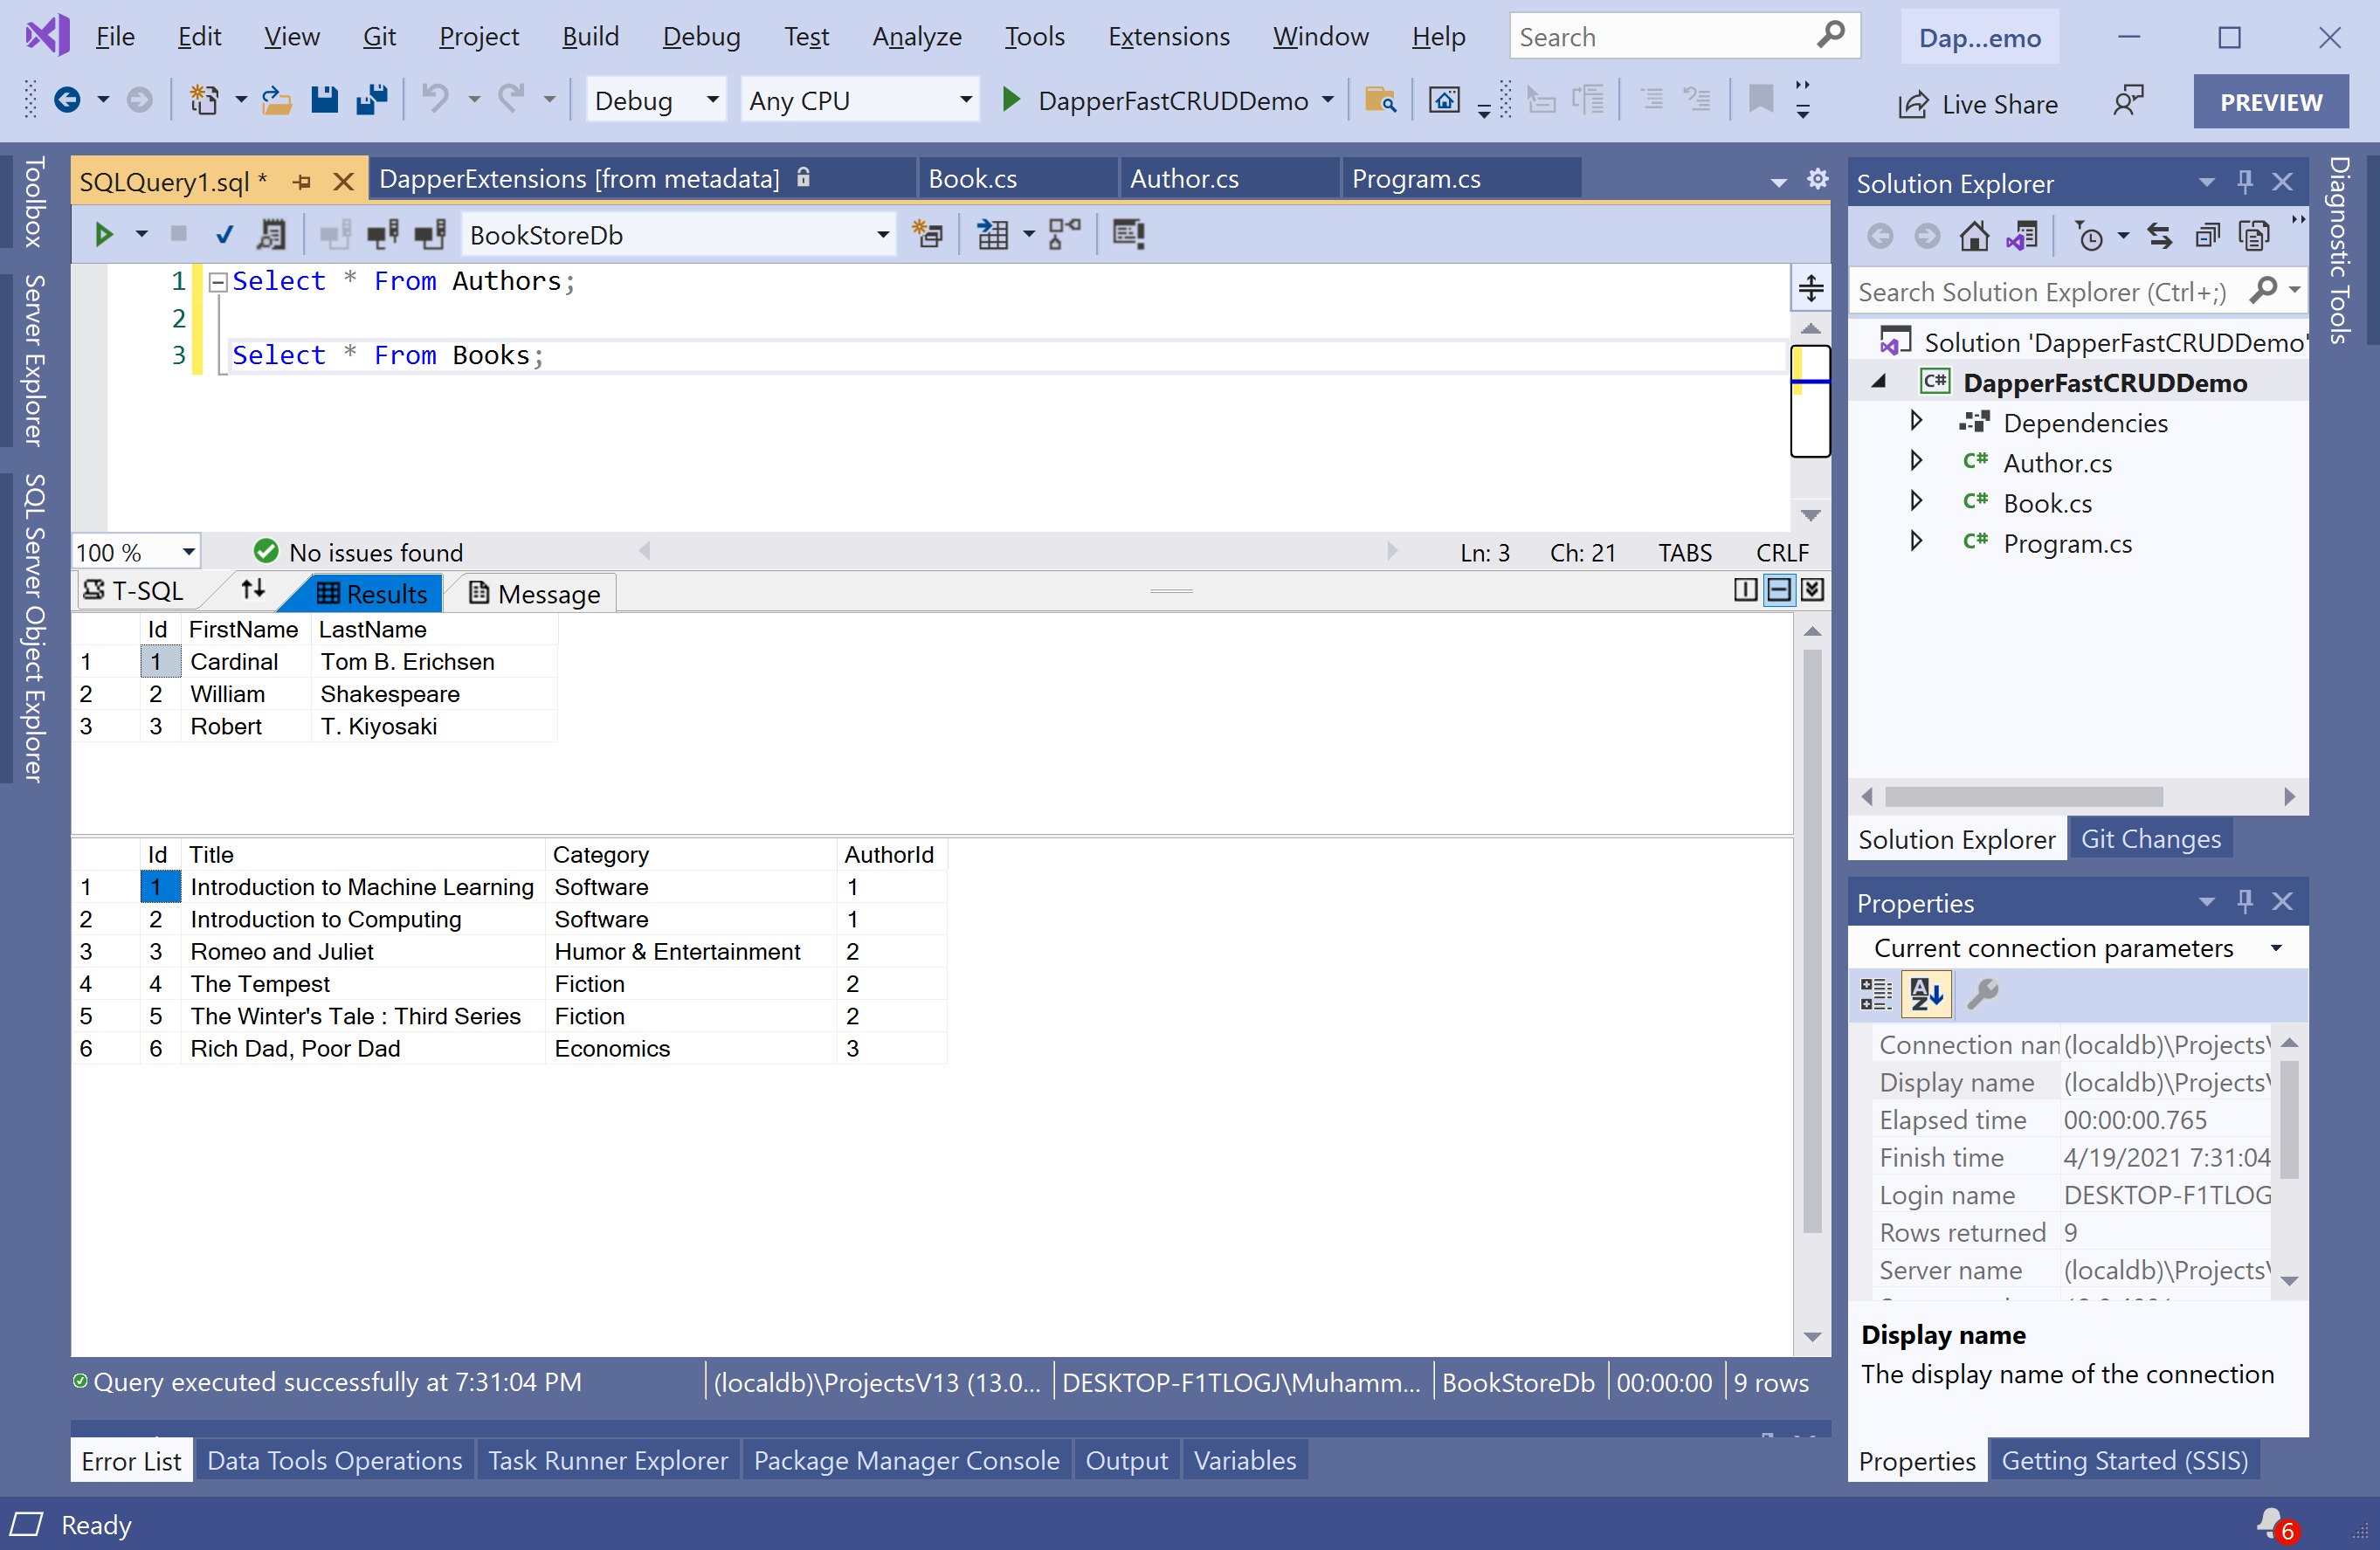 File Edit View Git Project Build Debug Test Analyze Tools Extensions Window Help Search Dap...emo
Debug Any CPU DapperFastCRUDDemo Live Share PREVIEW
Toolbox
Server Explorer
SQL Server Object Explorer
SQLQuery1.sql * DapperExtensions [from metadata] Book.cs Author.cs Program.cs
BookStoreDb
1 Select * From Authors;
2
3 Select * From Books;
100 % No issues found Ln: 3 Ch: 21 TABS CRLF
T-SQL Results Message
Id FirstName LastName
1 1 Cardinal Tom B. Erichsen
2 2 William Shakespeare
3 3 Robert T. Kiyosaki
Id Title Category AuthorId
1 1 Introduction to Machine Learning Software 1
2 2 Introduction to Computing Software 1
3 3 Romeo and Juliet Humor & Entertainment 2
4 4 The Tempest Fiction 2
5 5 The Winter's Tale : Third Series Fiction 2
6 6 Rich Dad, Poor Dad Economics 3
Query executed successfully at 7:31:04 PM (localdb)\ProjectsV13 (13.0... DESKTOP-F1TLOGJ\Muhamm... BookStoreDb 00:00:00 9 rows
Error List Data Tools Operations Task Runner Explorer Package Manager Console Output Variables
Solution Explorer
Search Solution Explorer (Ctrl+;)
Solution 'DapperFastCRUDDemo'
C# DapperFastCRUDDemo
Dependencies
C# Author.cs
C# Book.cs
C# Program.cs
Solution Explorer Git Changes
Properties
Current connection parameters
Connection nar (localdb)\Projects
Display name (localdb)\Projects
Elapsed time 00:00:00.765
Finish time 4/19/2021 7:31:04
Login name DESKTOP-F1TLOG
Rows returned 9
Server name (localdb)\Projects
Display name
The display name of the connection
Properties Getting Started (SSIS)
Diagnostic Tools
Ready 6